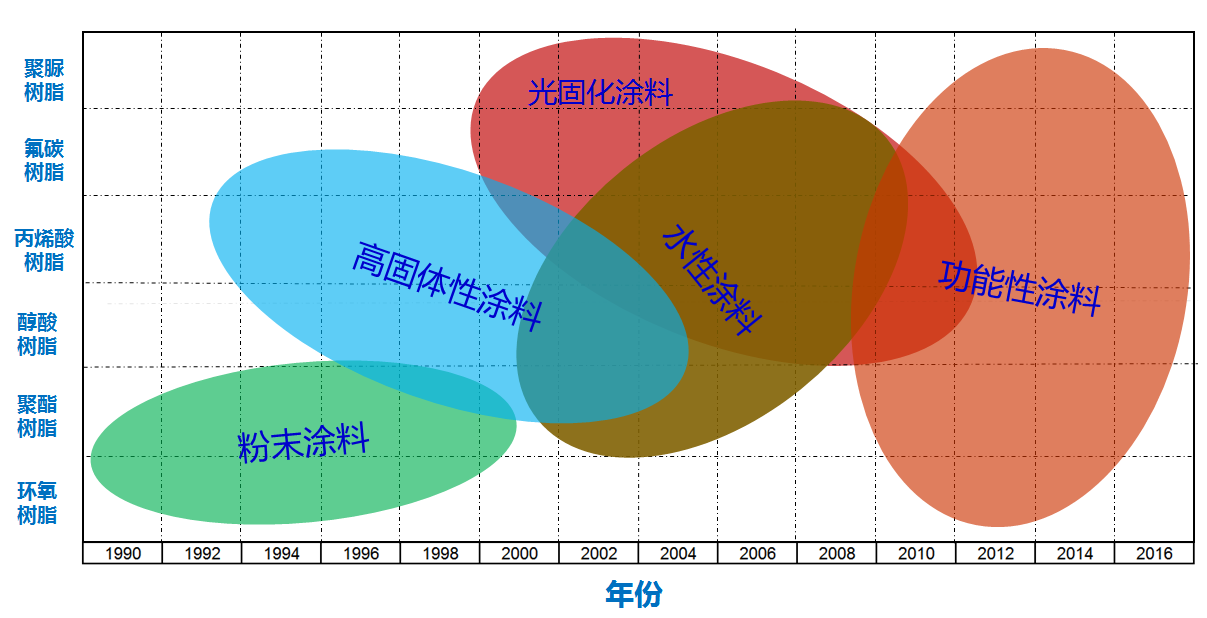 聚脲
树脂
氟碳
树脂
丙烯酸
树脂
醇酸
树脂
聚酯
树脂
环氧
树脂
光固化涂料
高固体性涂料
水性涂料
功能性涂料
粉末涂料
1990 1992 1994 1996 1998 2000 2002 2004 2006 2008 2010 2012 2014 2016
年份